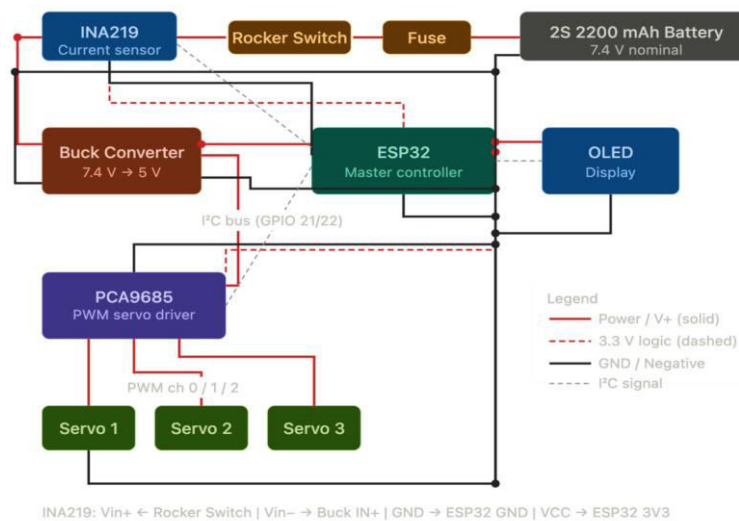 INA219
Current sensor
Rocker Switch
Fuse
2S 2200 mAh Battery
7.4 V nominal
Buck Converter
7.4 V → 5 V
ESP32
Master controller
OLED
Display
I²C bus (GPIO 21/22)
PCA9685
PWM servo driver
Legend
Power / V+ (solid)
3.3 V logic (dashed)
GND / Negative
I²C signal
PWM ch 0 / 1 / 2
Servo 1
Servo 2
Servo 3
INA219: Vin+ ← Rocker Switch | Vin− → Buck IN+ | GND → ESP32 GND | VCC → ESP32 3V3